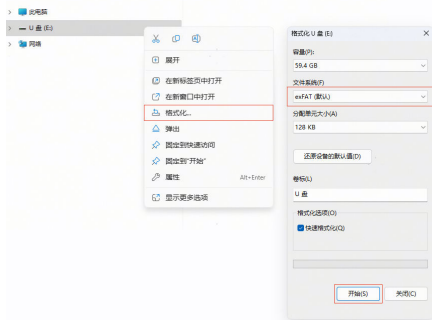 此电脑
U 盘 (E:)
网络
展开
在新标签页中打开
在新窗口中打开
格式化...
弹出
固定到快速访问
固定到"开始"
属性 Alt+Enter
显示更多选项
格式化 U 盘 (E:)
容量(P):
59.4 GB
文件系统(F)
exFAT (默认)
分配单元大小(A)
128 KB
还原设备的默认值(D)
卷标(L)
U 盘
格式化选项(O)
快速格式化(Q)
开始(S)
关闭(C)